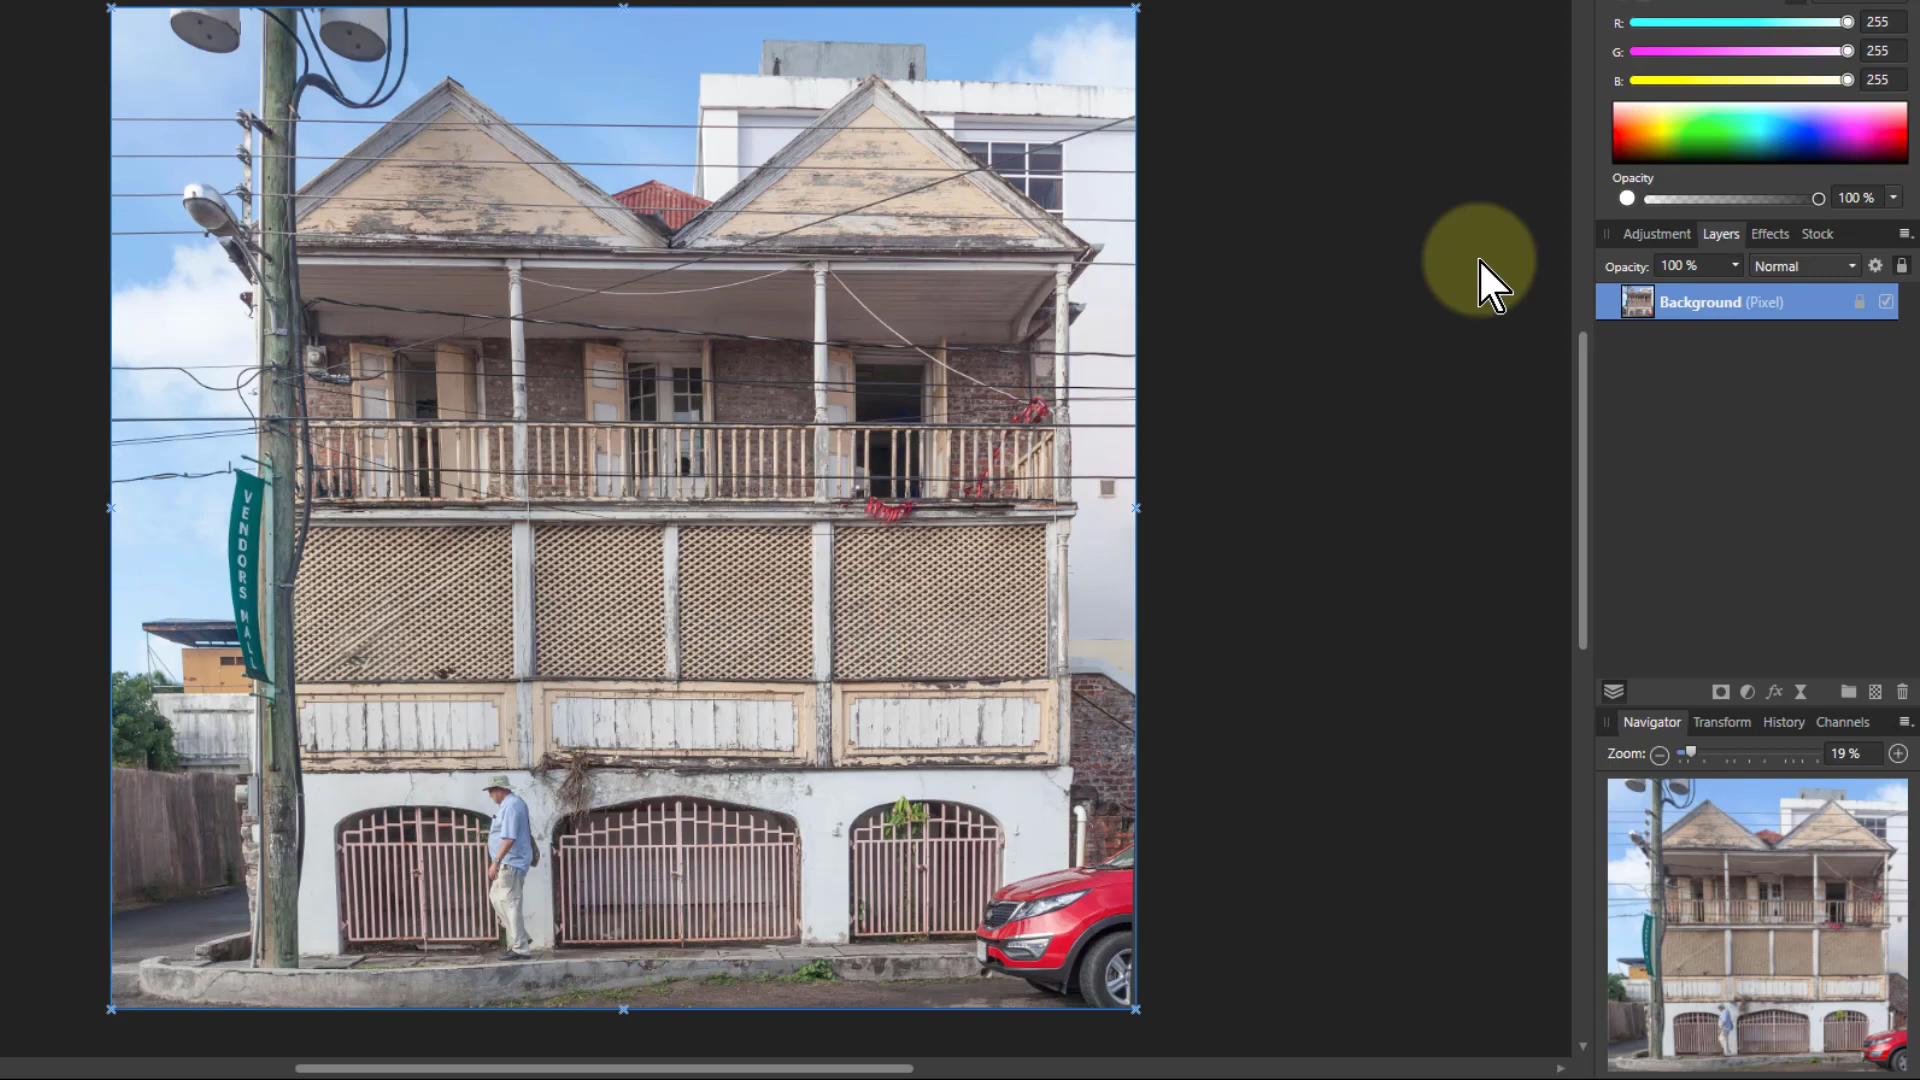 R: 255
G: 255
B: 255
Opacity
100 %
Adjustment Layers Effects Stock
Opacity: 100 % Normal
Background (Pixel)
VENDORS MALL
Navigator Transform History Channels
Zoom: 19 %